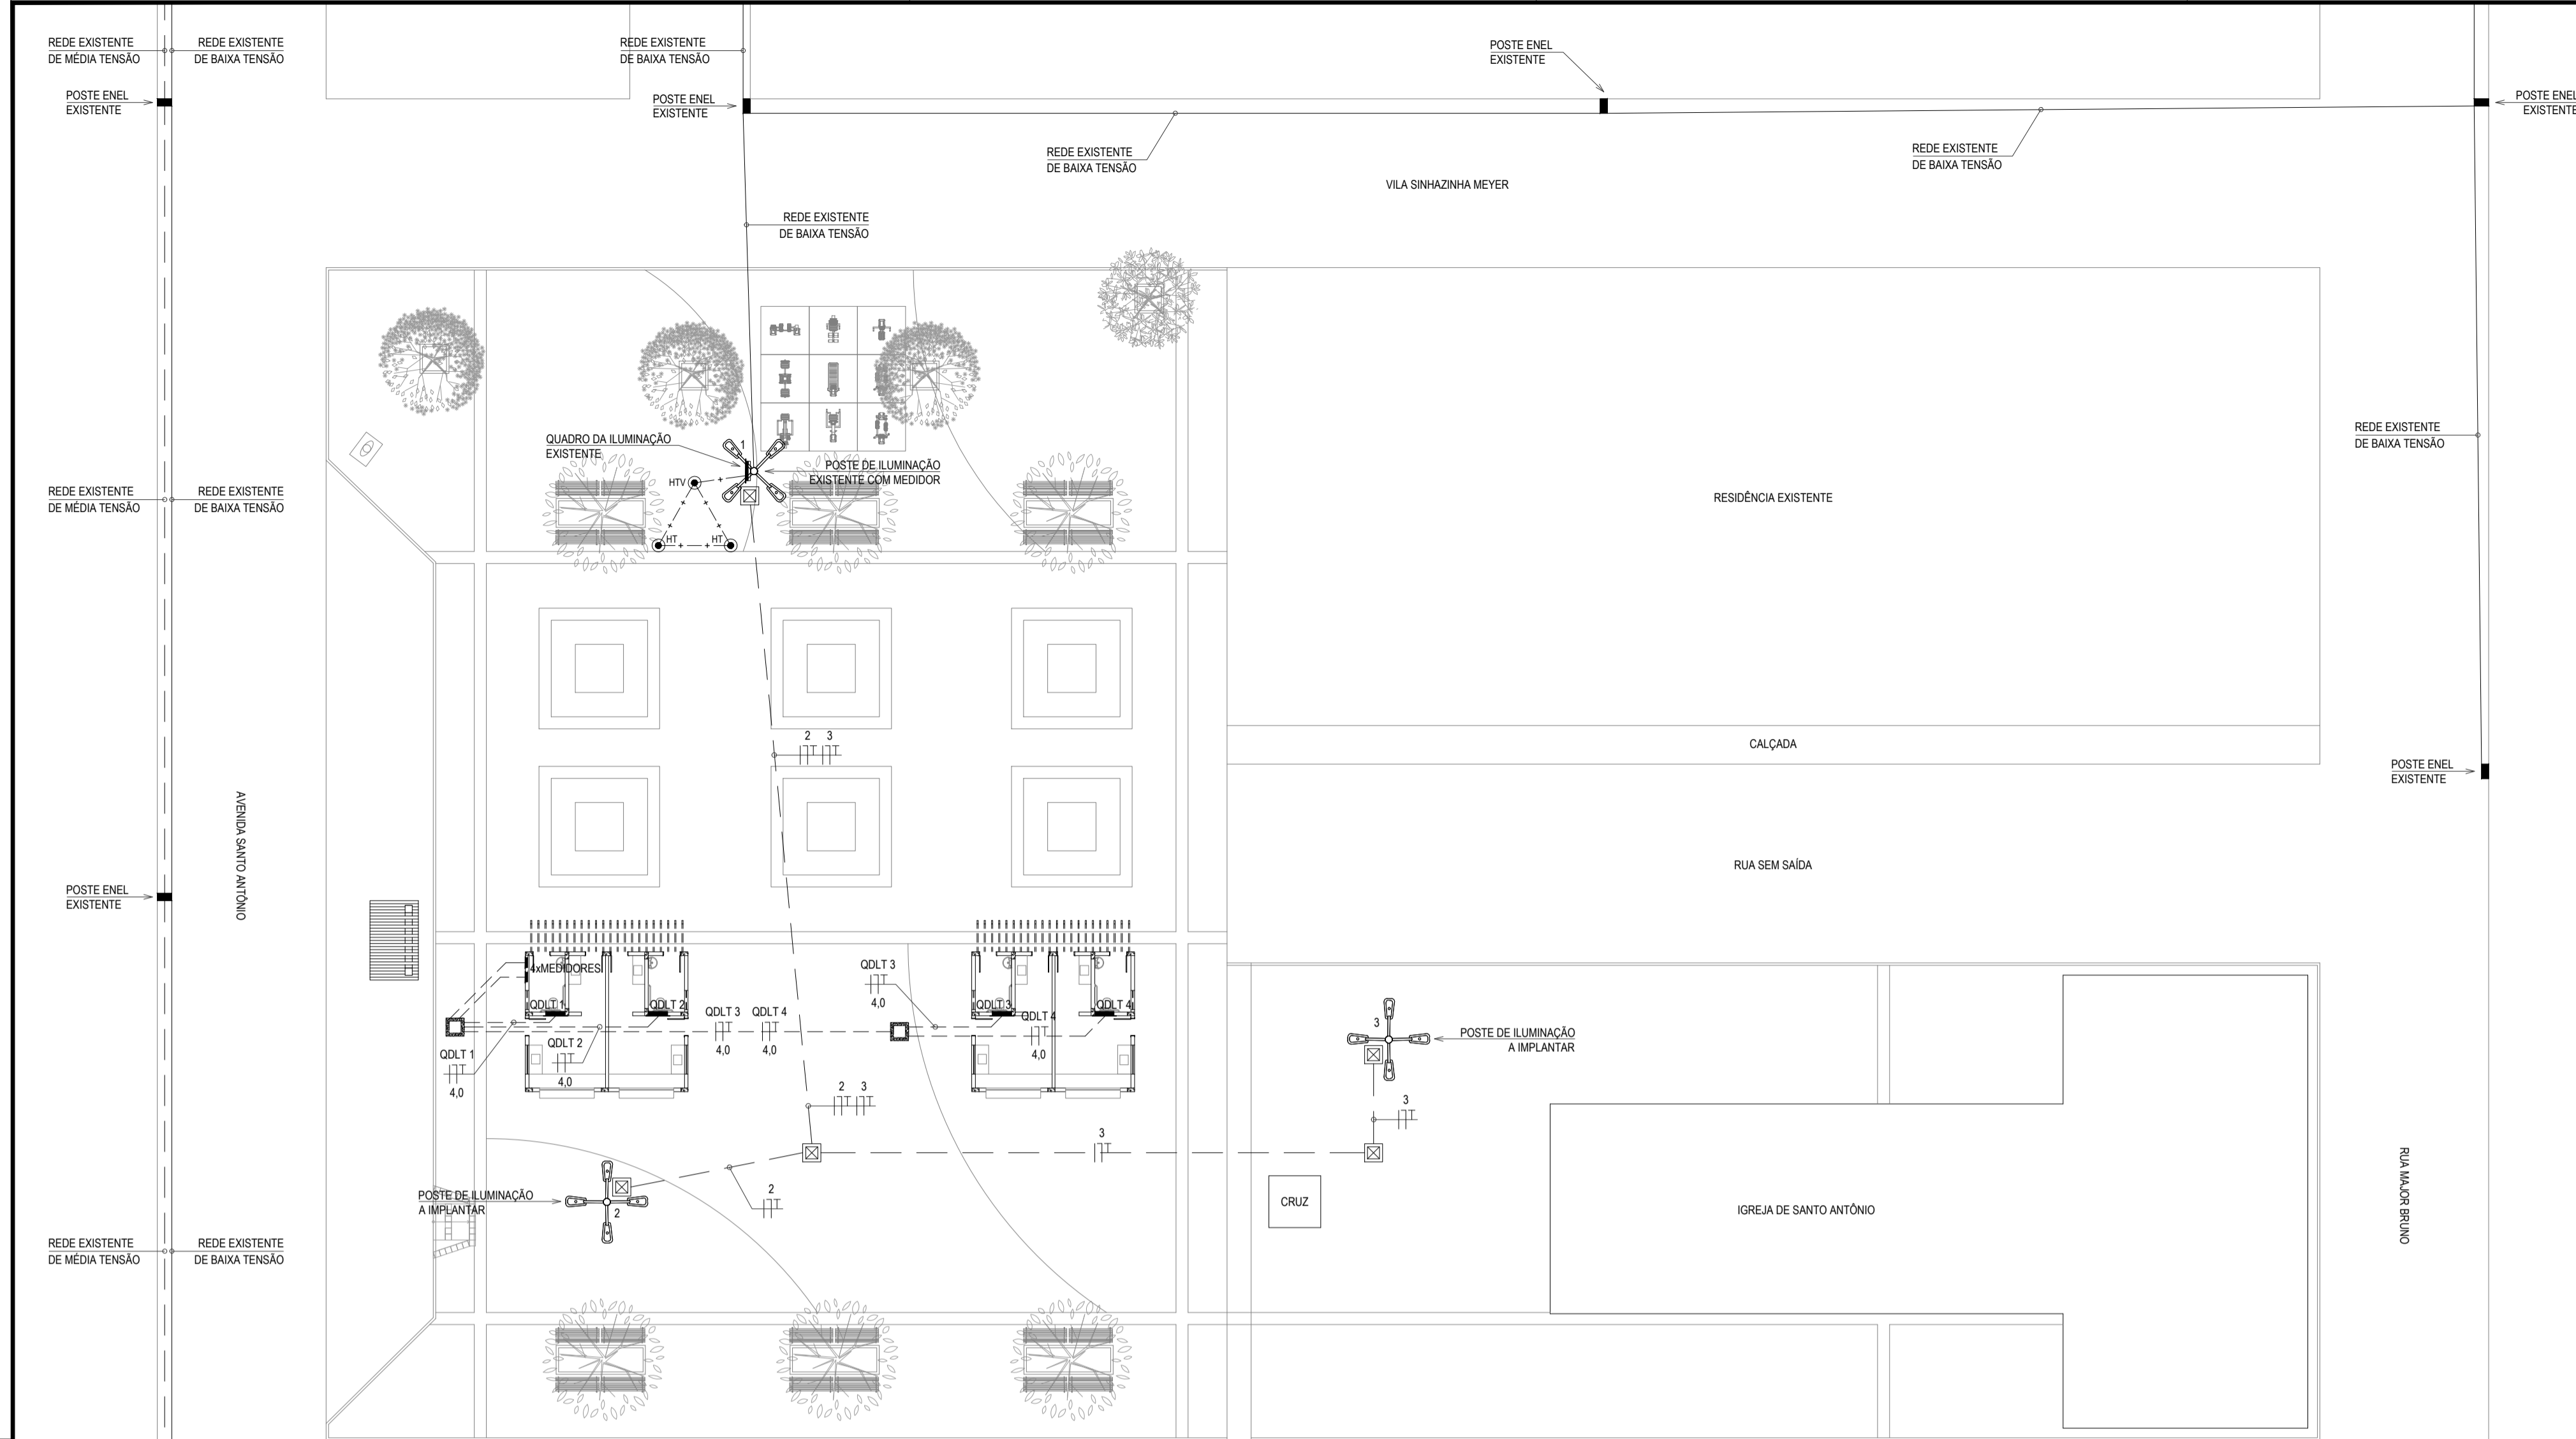 REDE EXISTENTE
DE MÉDIA TENSÃO
REDE EXISTENTE
DE BAIXA TENSÃO
REDE EXISTENTE
DE BAIXA TENSÃO
POSTE ENEL
EXISTENTE
POSTE ENEL
EXISTENTE
POSTE ENEL
EXISTENTE
POSTE ENEL
EXISTENTE
REDE EXISTENTE
DE BAIXA TENSÃO
REDE EXISTENTE
DE BAIXA TENSÃO
VILA SINHAZINHA MEYER
REDE EXISTENTE
DE BAIXA TENSÃO
QUADRO DA ILUMINAÇÃO
EXISTENTE
1
POSTE DE ILUMINAÇÃO
EXISTENTE COM MEDIDOR
HTV
HT
HT
REDE EXISTENTE
DE BAIXA TENSÃO
REDE EXISTENTE
DE MÉDIA TENSÃO
REDE EXISTENTE
DE BAIXA TENSÃO
RESIDÊNCIA EXISTENTE
2 3
CALÇADA
POSTE ENEL
EXISTENTE
AVENIDA SANTO ANTÔNIO
RUA SEM SAÍDA
POSTE ENEL
EXISTENTE
4xMEDIDORES
QDLT 1
QDLT 2
QDLT 3
4,0
QDLT 3
QDLT 4
QDLT 3
4,0
QDLT 4
4,0
QDLT 4
4,0
QDLT 1
4,0
QDLT 2
4,0
3
POSTE DE ILUMINAÇÃO
A IMPLANTAR
2 3
3
3
2
POSTE DE ILUMINAÇÃO
A IMPLANTAR
2
CRUZ
IGREJA DE SANTO ANTÔNIO
RUA MAJOR BRUNO
REDE EXISTENTE
DE MÉDIA TENSÃO
REDE EXISTENTE
DE BAIXA TENSÃO